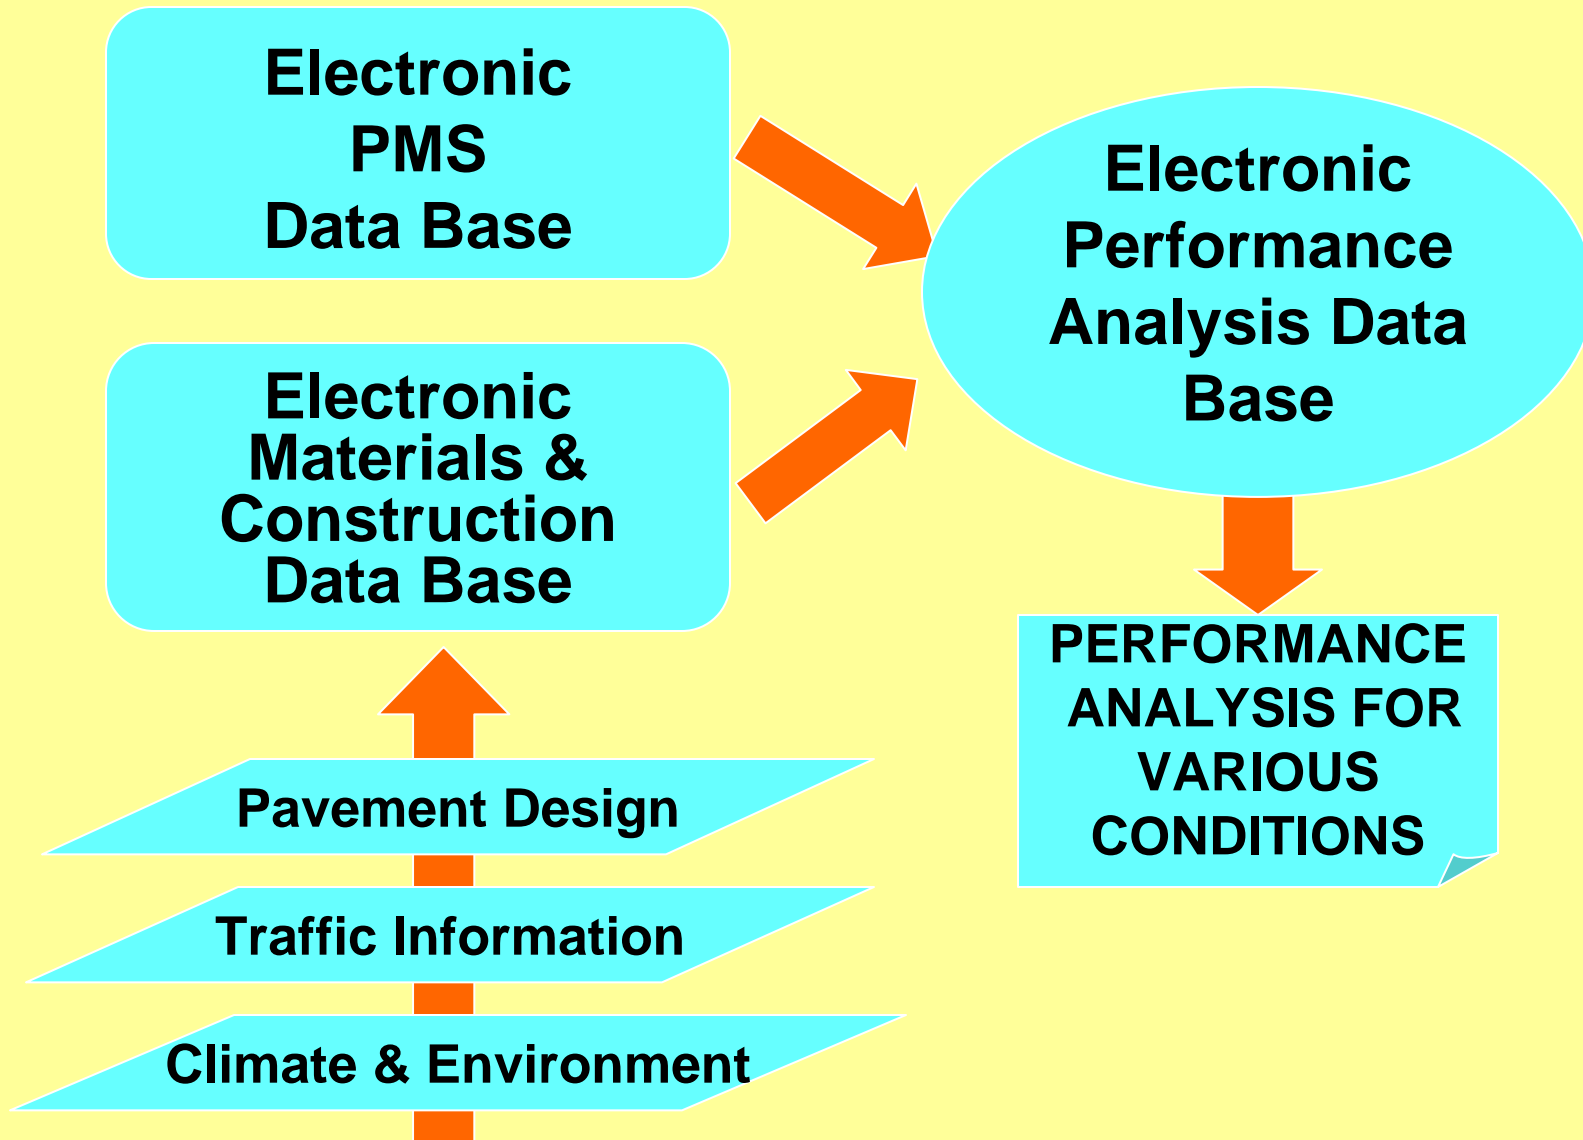 Electronic
PMS
Data Base
Electronic
Materials &
Construction
Data Base
Pavement Design
Traffic Information
Climate & Environment
Electronic
Performance
Analysis Data
Base
PERFORMANCE
ANALYSIS FOR
VARIOUS
CONDITIONS